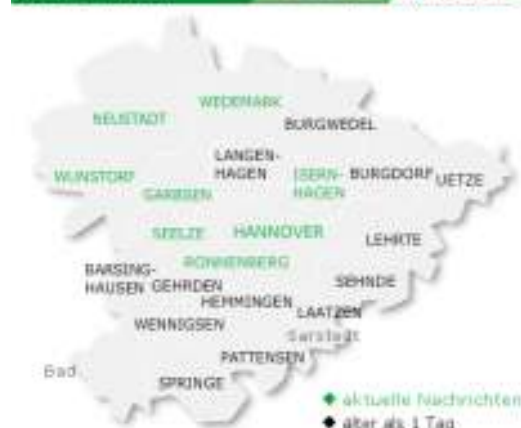 WEDEMARK
NEUSTADT
BURGWEDEL
LANGEN-
HAGEN
ISERN-
HAGEN
BURGDORF
UETZE
WUNSTORF
GARBSEN
SEELZE
HANNOVER
LEHRTE
RONNENBERG
BARSING-
HAUSEN
GEHRDEN
SEHNDE
HEMMINGEN
LAATZEN
WENNIGSEN
Sarstedt
PATTENSEN
Bad
SPRINGE
◆ aktuelle Nachrichten
◆ älter als 1 Tag